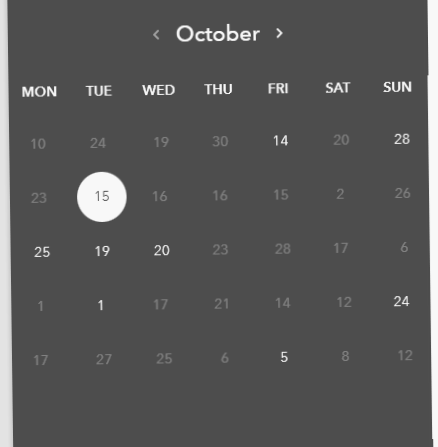 ‹ October ›
MON TUE WED THU FRI SAT SUN
10 24 19 30 14 20 28
23 15 16 16 15 2 26
25 19 20 23 28 17 6
1 1 17 21 14 12 24
17 27 25 6 5 8 12